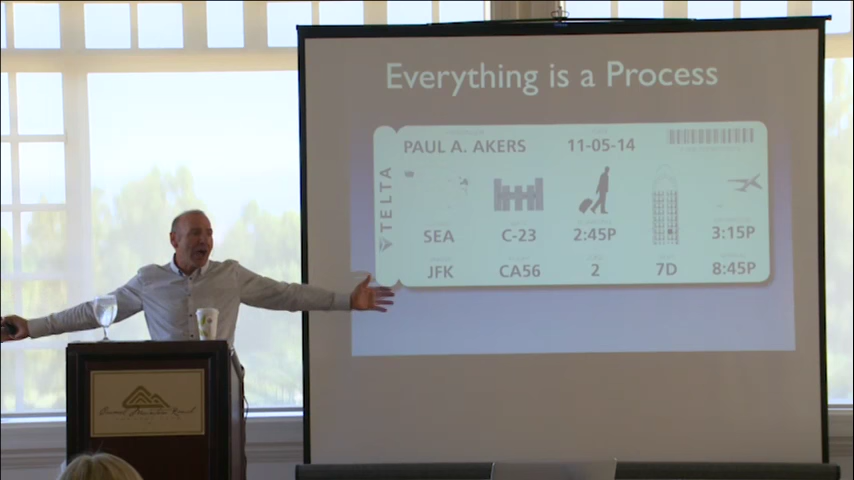 Everything is a Process
PAUL A. AKERS
11-05-14
TELTA
SEA
C-23
2:45P
3:15P
JFK
CA56
2
7D
8:45P